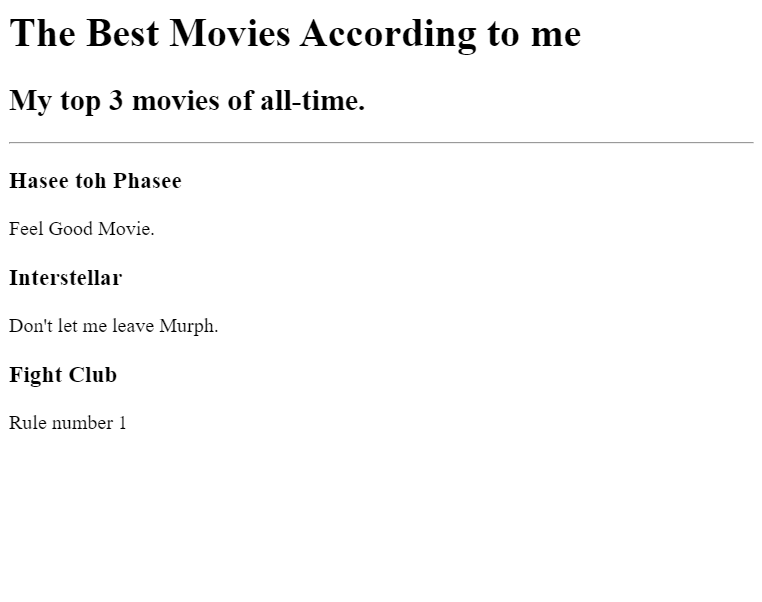 The Best Movies According to me
My top 3 movies of all-time.
Hasee toh Phasee
Feel Good Movie.
Interstellar
Don't let me leave Murph.
Fight Club
Rule number 1